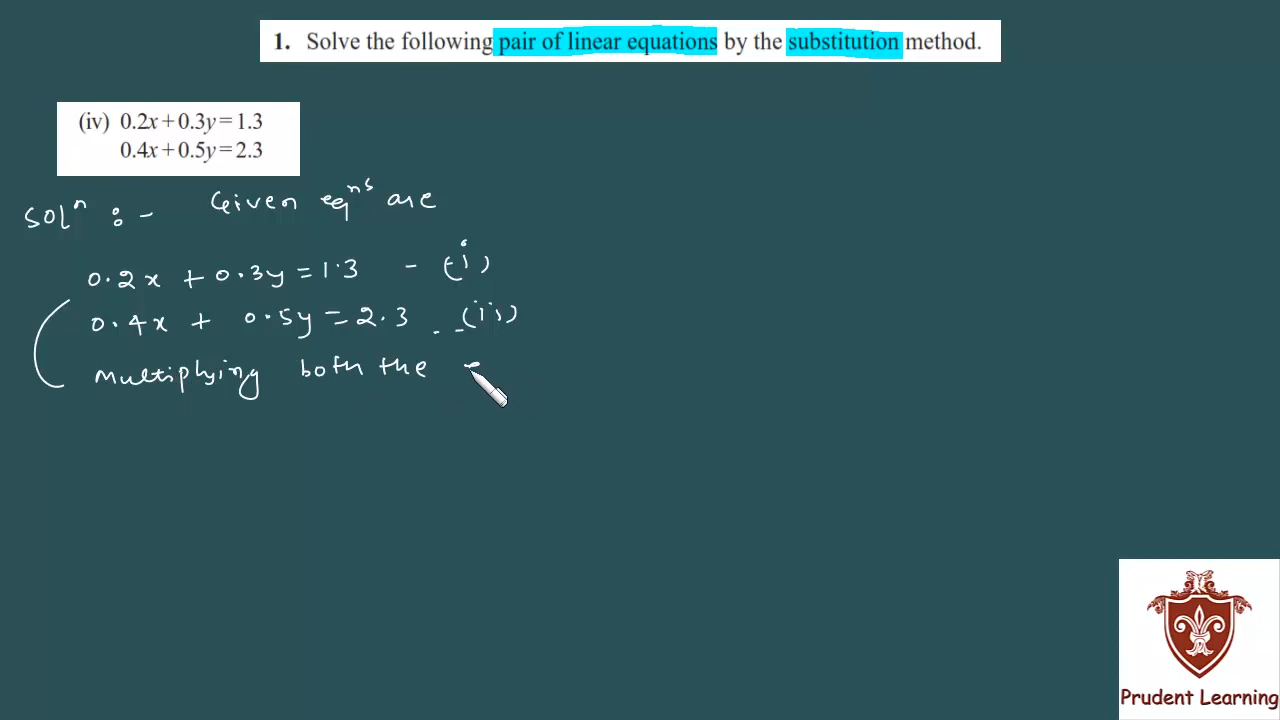 1. Solve the following pair of linear equations by the substitution method.
(iv) 0.2x+0.3y=1.3
0.4x+0.5y=2.3
Solⁿ :- Given eqⁿˢ are
0.2x + 0.3y = 1.3 - (i)
0.4x + 0.5y = 2.3 -- (ii)
Multiplying both the
Prudent Learning